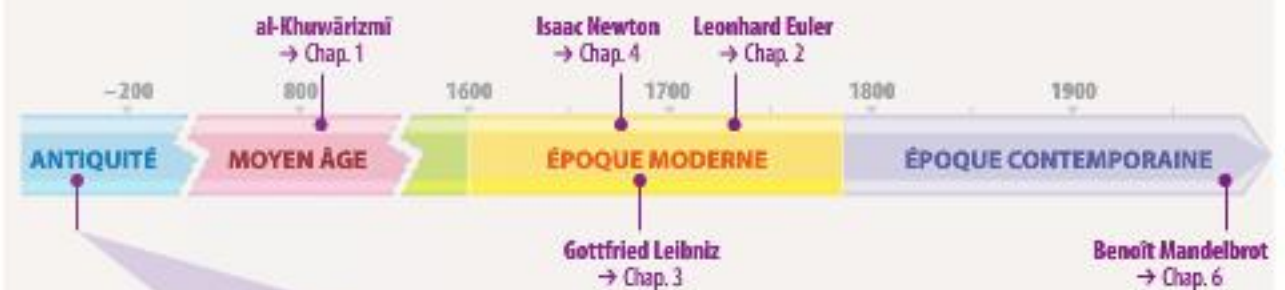 al-Khuwārizmī
→ Chap. 1
Isaac Newton
→ Chap. 4
Leonhard Euler
→ Chap. 2
–200
800
1600
1700
1800
1900
ANTIQUITÉ
MOYEN ÂGE
ÉPOQUE MODERNE
ÉPOQUE CONTEMPORAINE
Gottfried Leibniz
→ Chap. 3
Benoît Mandelbrot
→ Chap. 6